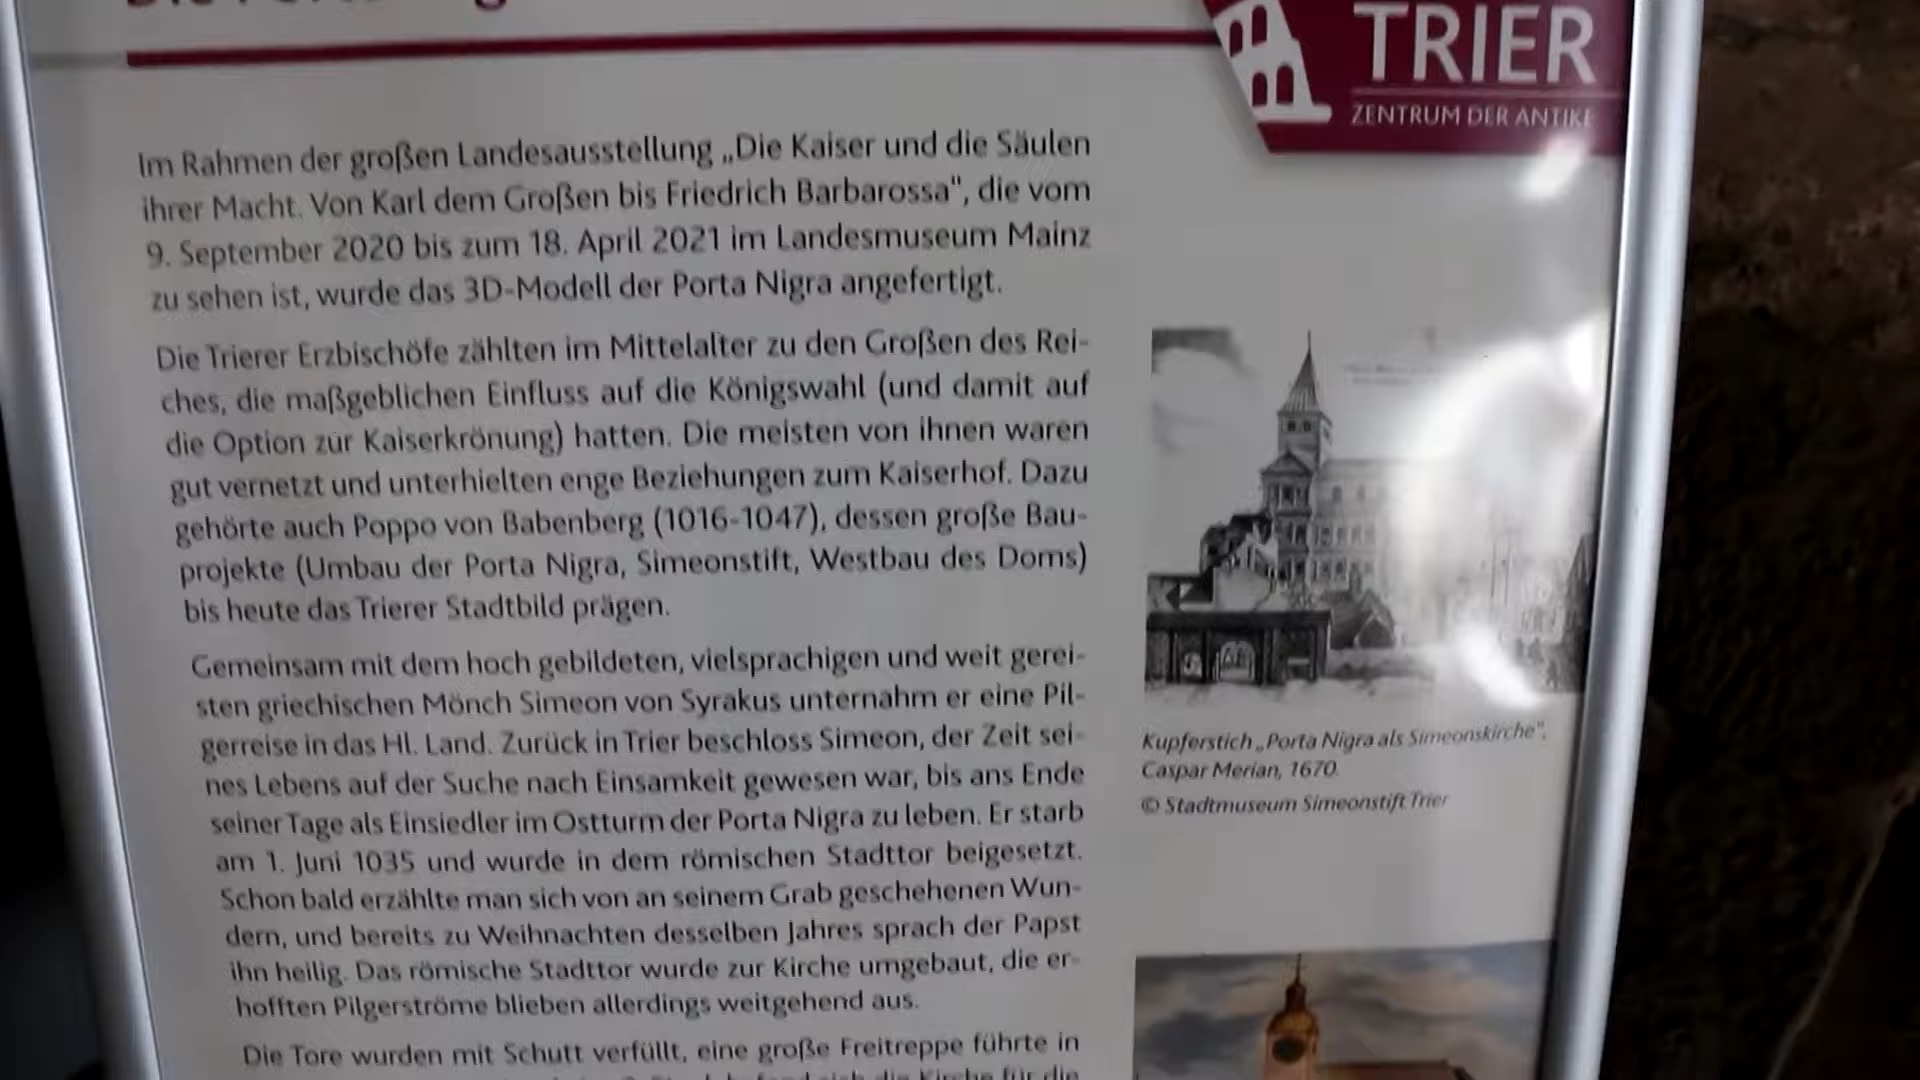 TRIER
ZENTRUM DER ANTIKE
Im Rahmen der großen Landesausstellung „Die Kaiser und die Säulen
ihrer Macht. Von Karl dem Großen bis Friedrich Barbarossa", die vom
9. September 2020 bis zum 18. April 2021 im Landesmuseum Mainz
zu sehen ist, wurde das 3D-Modell der Porta Nigra angefertigt.
Die Trierer Erzbischöfe zählten im Mittelalter zu den Großen des Rei-
ches, die maßgeblichen Einfluss auf die Königswahl (und damit auf
die Option zur Kaiserkrönung) hatten. Die meisten von ihnen waren
gut vernetzt und unterhielten enge Beziehungen zum Kaiserhof. Dazu
gehörte auch Poppo von Babenberg (1016-1047), dessen große Bau-
projekte (Umbau der Porta Nigra, Simeonstift, Westbau des Doms)
bis heute das Trierer Stadtbild prägen.
Gemeinsam mit dem hoch gebildeten, vielsprachigen und weit gerei-
sten griechischen Mönch Simeon von Syrakus unternahm er eine Pil-
gerreise in das Hl. Land. Zurück in Trier beschloss Simeon, der Zeit sei-
nes Lebens auf der Suche nach Einsamkeit gewesen war, bis ans Ende
seiner Tage als Einsiedler im Ostturm der Porta Nigra zu leben. Er starb
am 1. Juni 1035 und wurde in dem römischen Stadttor beigesetzt.
Schon bald erzählte man sich von an seinem Grab geschehenen Wun-
dern, und bereits zu Weihnachten desselben Jahres sprach der Papst
ihn heilig. Das römische Stadttor wurde zur Kirche umgebaut, die er-
hofften Pilgerströme blieben allerdings weitgehend aus.
Die Tore wurden mit Schutt verfüllt, eine große Freitreppe führte in
die Kirche für die
Kupferstich „Porta Nigra als Simeonskirche",
Caspar Merian, 1670.
© Stadtmuseum Simeonstift Trier